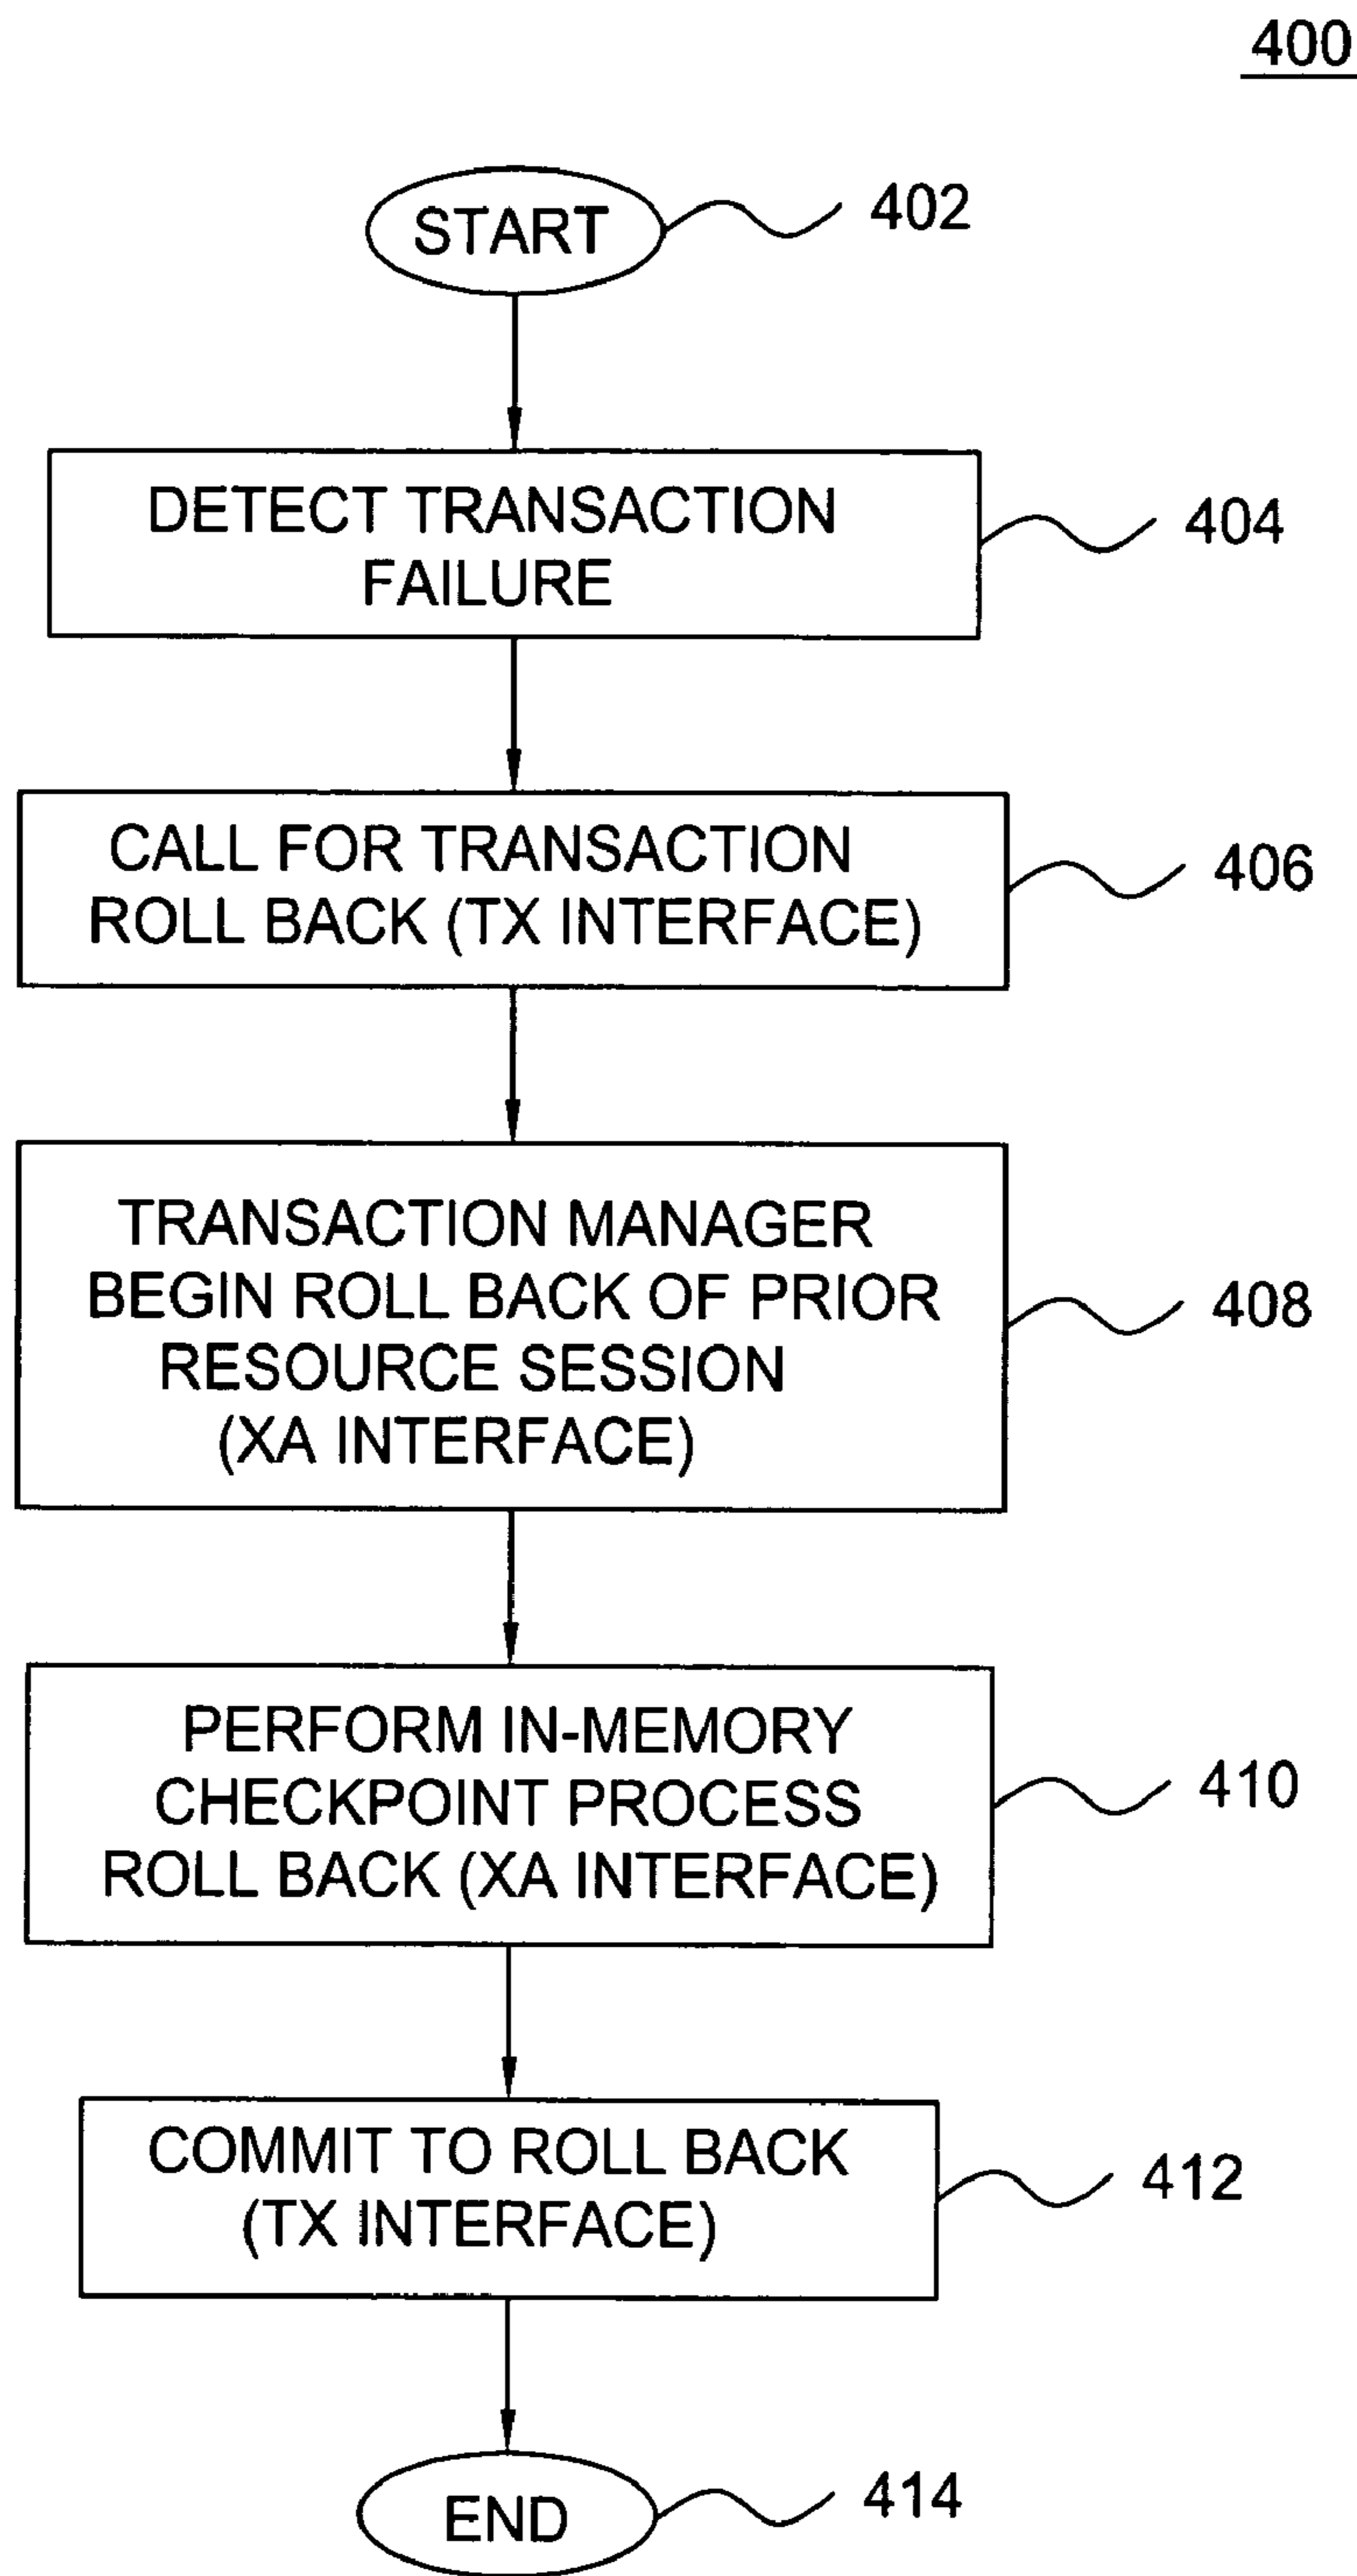 400
START
402
DETECT TRANSACTION
FAILURE
404
CALL FOR TRANSACTION
ROLL BACK (TX INTERFACE)
406
TRANSACTION MANAGER
BEGIN ROLL BACK OF PRIOR
RESOURCE SESSION
(XA INTERFACE)
408
PERFORM IN-MEMORY
CHECKPOINT PROCESS
ROLL BACK (XA INTERFACE)
410
COMMIT TO ROLL BACK
(TX INTERFACE)
412
END
414